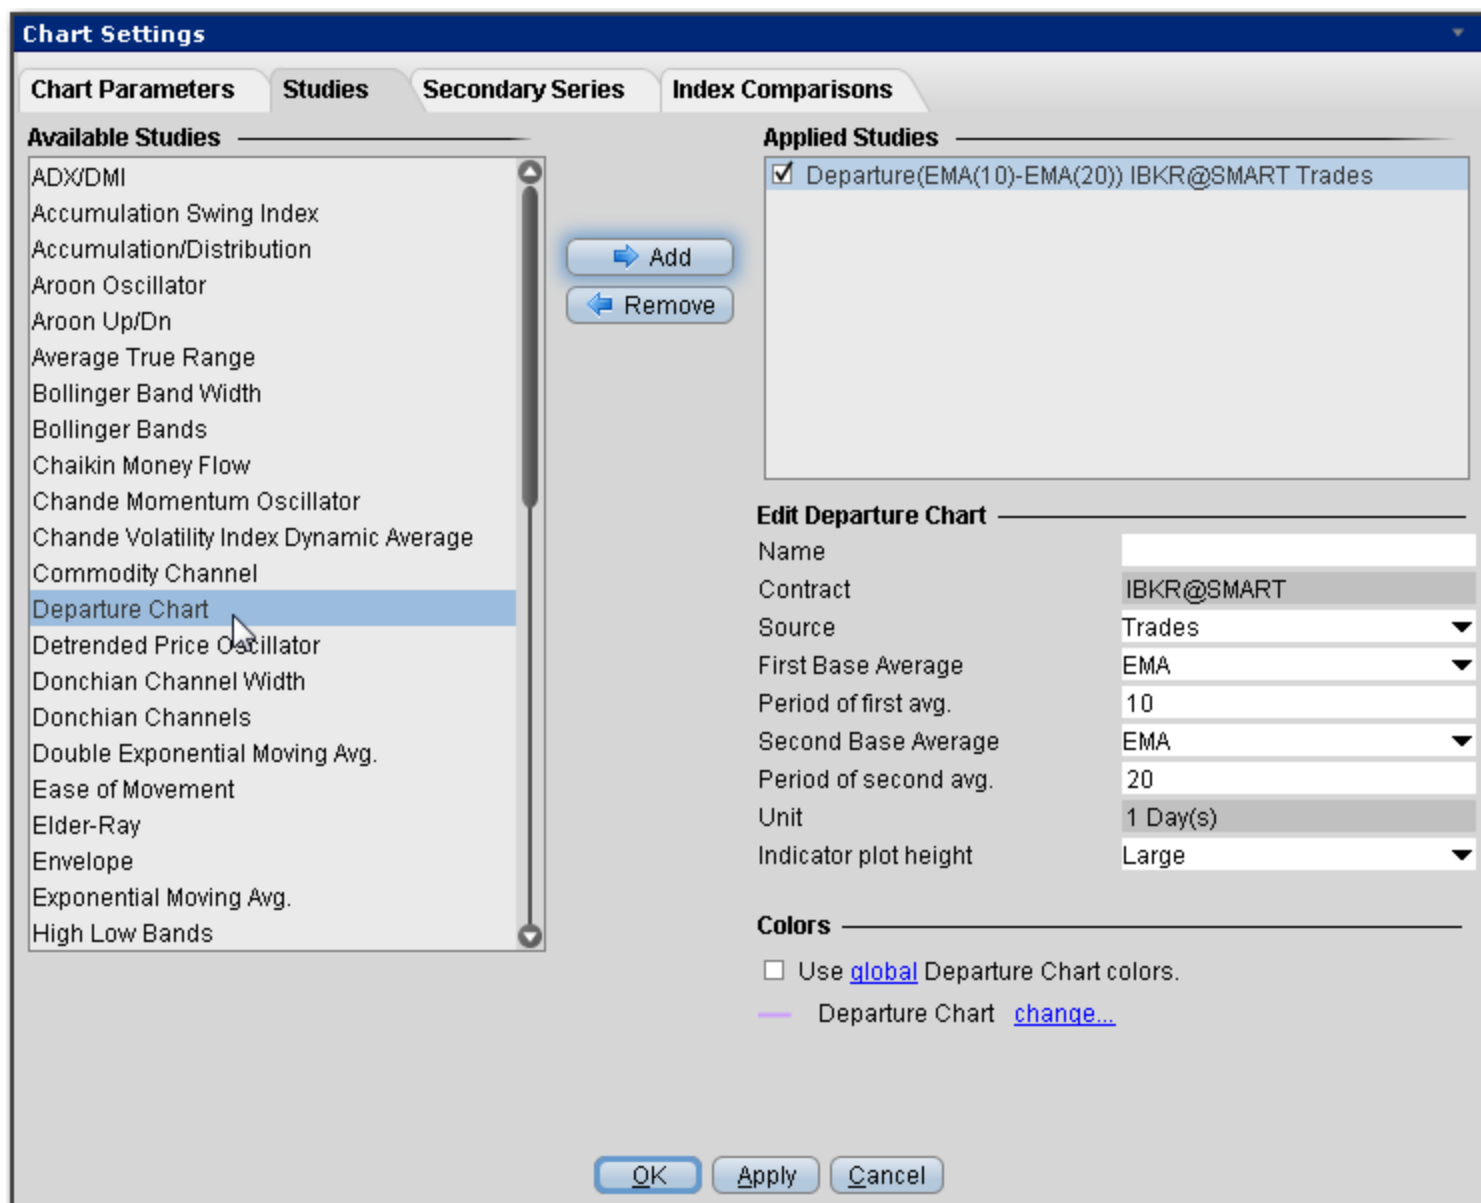 Chart Settings
Chart Parameters
Studies
Secondary Series
Index Comparisons
Available Studies
ADX/DMI
Accumulation Swing Index
Accumulation/Distribution
Aroon Oscillator
Aroon Up/Dn
Average True Range
Bollinger Band Width
Bollinger Bands
Chaikin Money Flow
Chande Momentum Oscillator
Chande Volatility Index Dynamic Average
Commodity Channel
Departure Chart
Detrended Price Oscillator
Donchian Channel Width
Donchian Channels
Double Exponential Moving Avg.
Ease of Movement
Elder-Ray
Envelope
Exponential Moving Avg.
High Low Bands
Add
Remove
Applied Studies
Departure(EMA(10)-EMA(20)) IBKR@SMART Trades
Edit Departure Chart
Name
Contract IBKR@SMART
Source Trades
First Base Average EMA
Period of first avg. 10
Second Base Average EMA
Period of second avg. 20
Unit 1 Day(s)
Indicator plot height Large
Colors
Use global Departure Chart colors.
Departure Chart change...
OK Apply Cancel